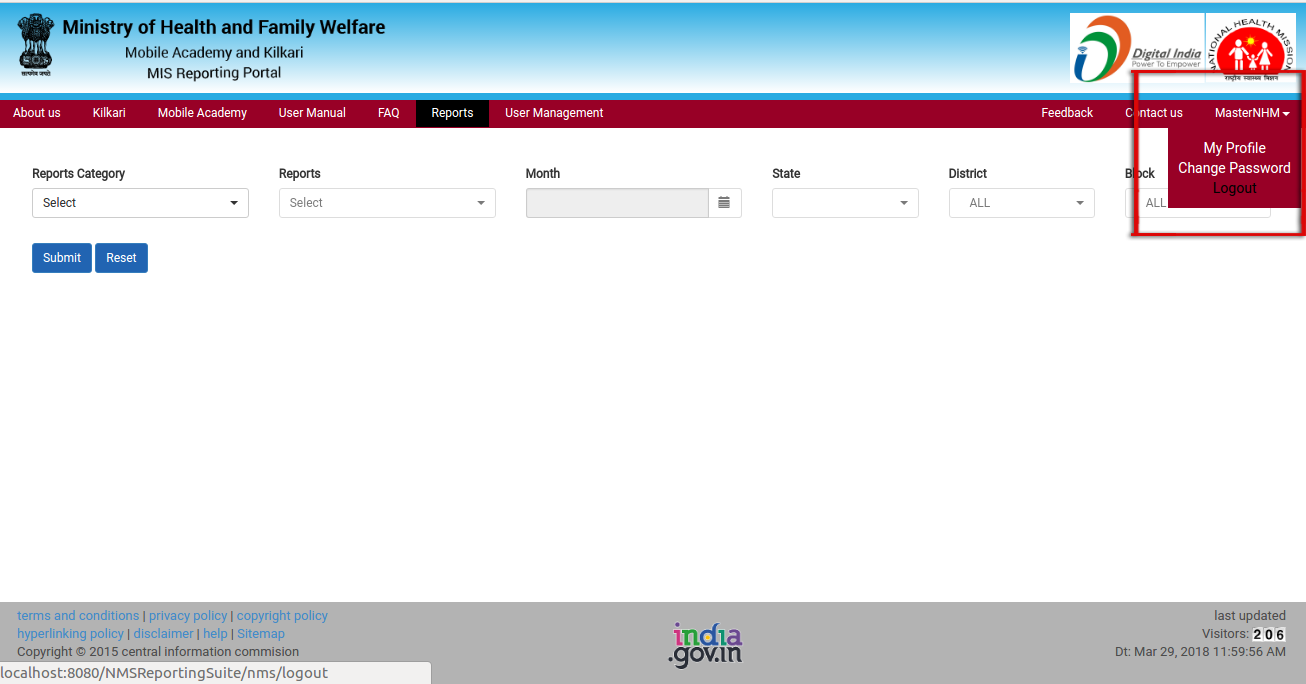 Ministry of Health and Family Welfare
Mobile Academy and Kilkari
MIS Reporting Portal
सत्यमेव जयते
Digital India
Power To Empower
NATIONAL HEALTH MISSION
राष्ट्रीय स्वास्थ्य मिशन
About us Kilkari Mobile Academy User Manual FAQ Reports User Management Feedback Contact us MasterNHM
My Profile
Change Password
Logout
Reports Category Reports Month State District Block
Select Select ALL ALL
Submit Reset
terms and conditions | privacy policy | copyright policy
hyperlinking policy | disclaimer | help | Sitemap
Copyright © 2015 central information commision
india
.gov.in
last updated
Visitors: 206
Dt: Mar 29, 2018 11:59:56 AM
localhost:8080/NMSReportingSuite/nms/logout